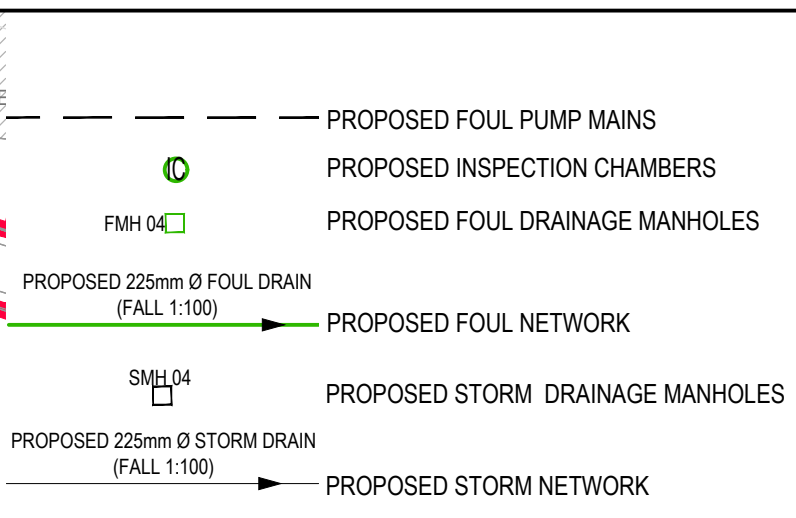 PROPOSED FOUL PUMP MAINS
IC PROPOSED INSPECTION CHAMBERS
FMH 04 PROPOSED FOUL DRAINAGE MANHOLES
PROPOSED 225mm Ø FOUL DRAIN
(FALL 1:100)
PROPOSED FOUL NETWORK
SMH 04
PROPOSED STORM DRAINAGE MANHOLES
PROPOSED 225mm Ø STORM DRAIN
(FALL 1:100)
PROPOSED STORM NETWORK